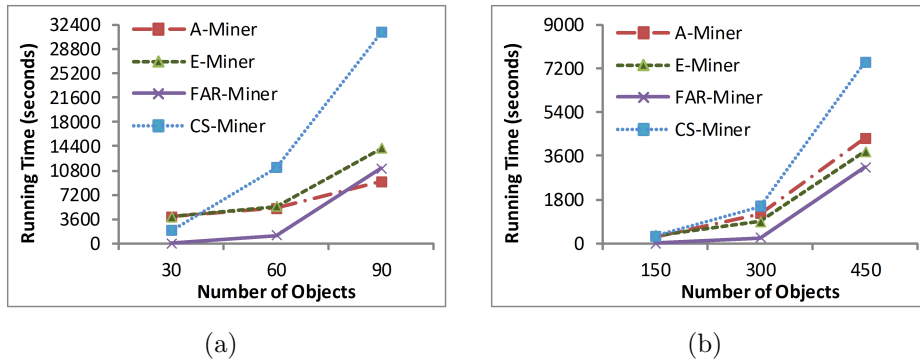 32400
28800
25200
21600
18000
14400
10800
7200
3600
0
Running Time (seconds)
A-Miner
E-Miner
FAR-Miner
CS-Miner
30 60 90
Number of Objects
(a)
9000
7200
5400
3600
1800
0
Running Time (seconds)
A-Miner
E-Miner
FAR-Miner
CS-Miner
150 300 450
Number of Objects
(b)